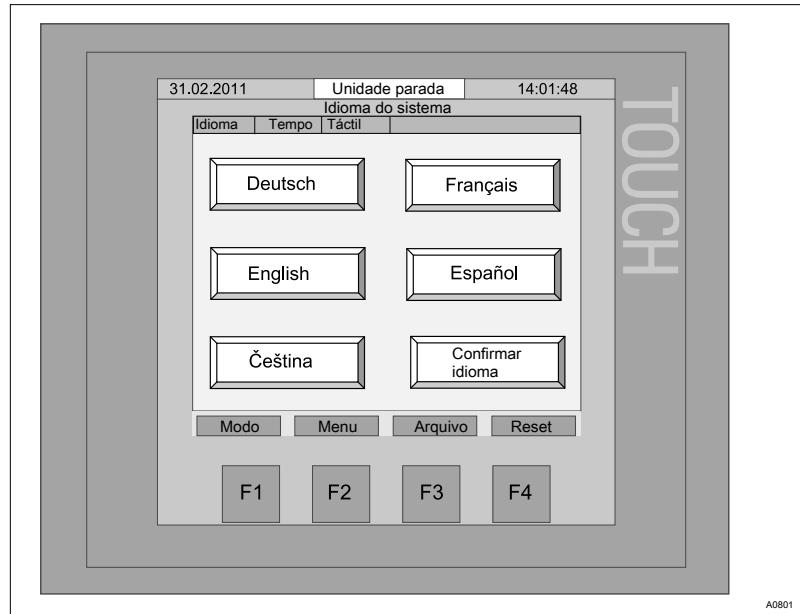 31.02.2011 Unidade parada 14:01:48
Idioma do sistema
Idioma Tempo Táctil
Deutsch Français
English Español
Čeština Confirmar
idioma
Modo Menu Arquivo Reset
F1 F2 F3 F4
TOUCH
A0801